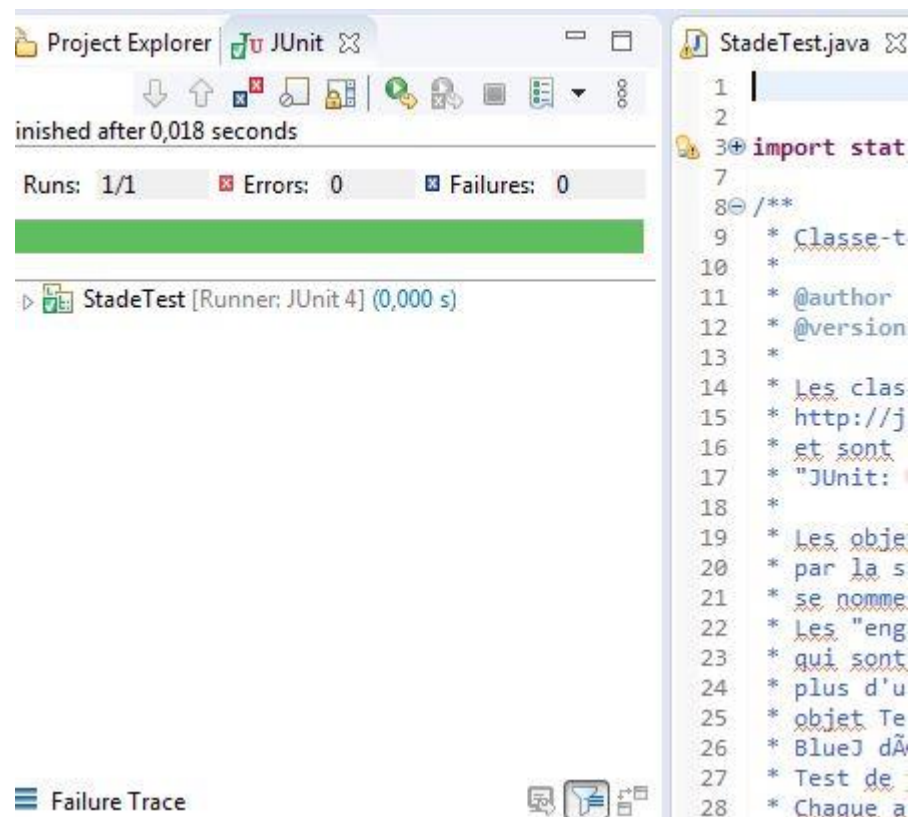 Project Explorer
JUnit
inished after 0,018 seconds
Runs: 1/1
Errors: 0
Failures: 0
StadeTest [Runner: JUnit 4] (0,000 s)
Failure Trace
StadeTest.java
1
2
3 import stat
7
8 /**
9 * Classe-t
10 *
11 * @author
12 * @version
13 *
14 * Les clas
15 * http://j
16 * et sont
17 * "JUnit:
18 *
19 * Les obje
20 * par la s
21 * se nomme
22 * Les "eng
23 * qui sont
24 * plus d'u
25 * objet Te
26 * BlueJ dÃ
27 * Test de
28 * Chaque a